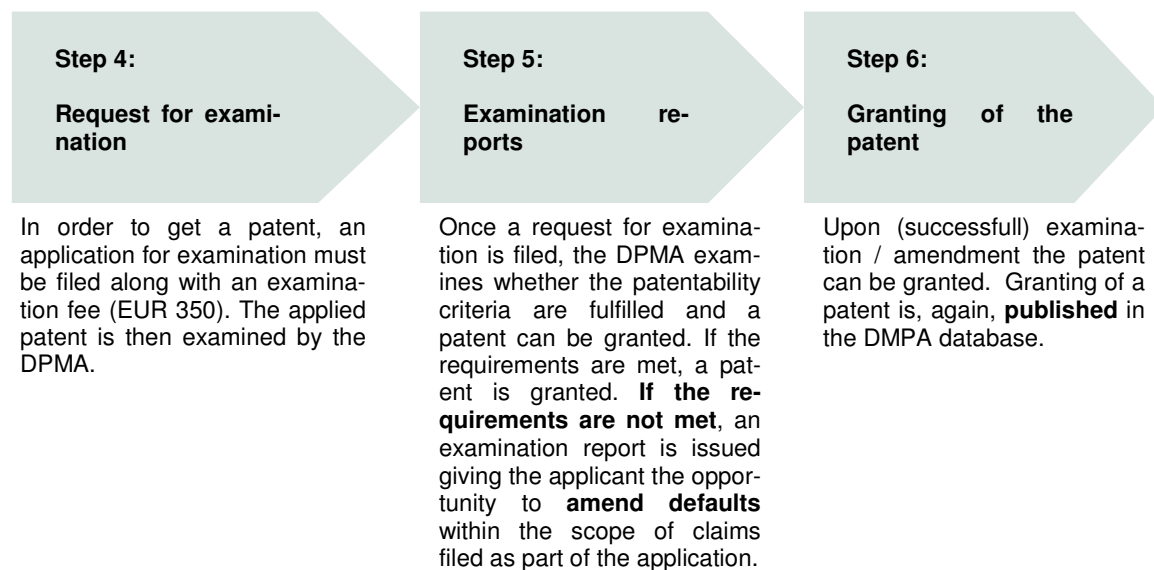 Step 4:
Request for exami-
nation
In order to get a patent, an
application for examination must
be filed along with an examina-
tion fee (EUR 350). The applied
patent is then examined by the
DPMA.
Step 5:
Examination re-
ports
Once a request for examina-
tion is filed, the DPMA exam-
ines whether the patentability
criteria are fulfilled and a
patent can be granted. If the
requirements are met, a pat-
ent is granted. If the re-
quirements are not met, an
examination report is issued
giving the applicant the oppor-
tunity to amend defaults
within the scope of claims
filed as part of the application.
Step 6:
Granting of the
patent
Upon (successfull) examina-
tion / amendment the patent
can be granted. Granting of a
patent is, again, published in
the DMPA database.